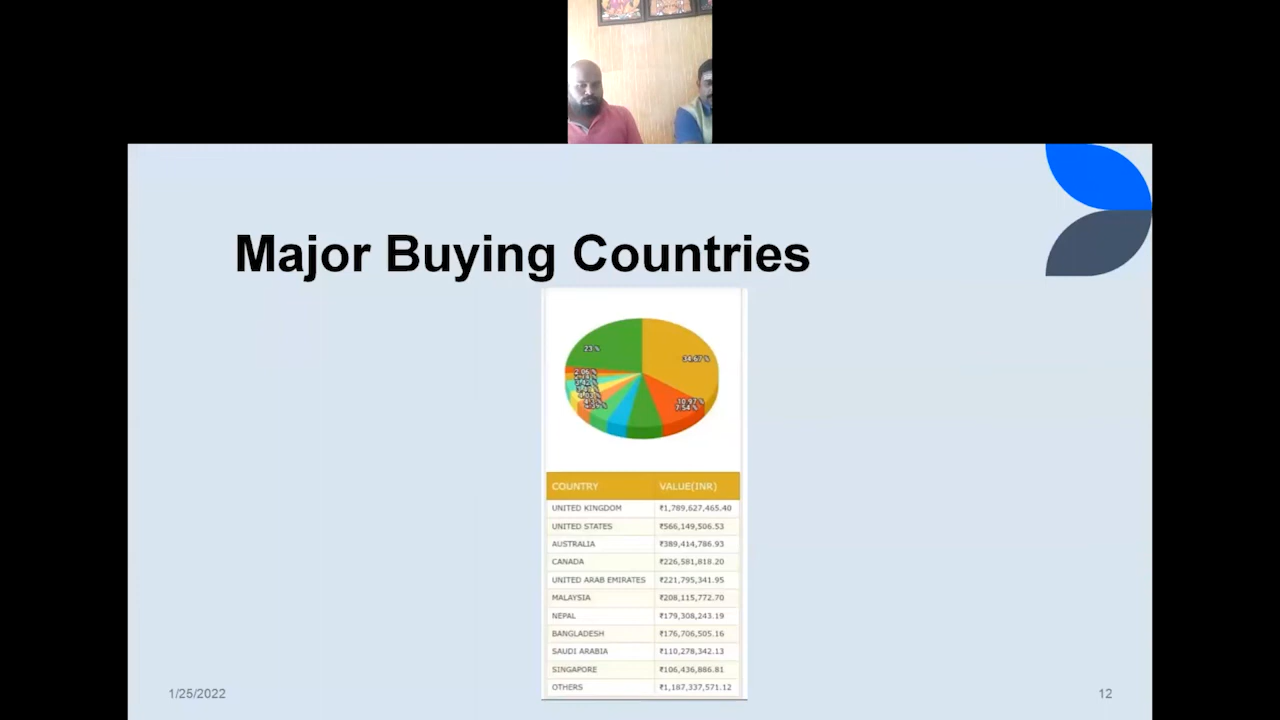 Major Buying Countries
23 %
34.67 %
2.06 %
3.42 %
10.97 %
7.54 %
COUNTRY VALUE(INR)
UNITED KINGDOM ₹1,789,627,465.40
UNITED STATES ₹566,149,506.53
AUSTRALIA ₹389,414,786.93
CANADA ₹226,581,818.20
UNITED ARAB EMIRATES ₹221,795,341.95
MALAYSIA ₹208,115,772.70
NEPAL ₹179,308,243.19
BANGLADESH ₹176,706,505.16
SAUDI ARABIA ₹110,278,342.13
SINGAPORE ₹106,436,886.81
OTHERS ₹1,187,337,571.12
1/25/2022
12